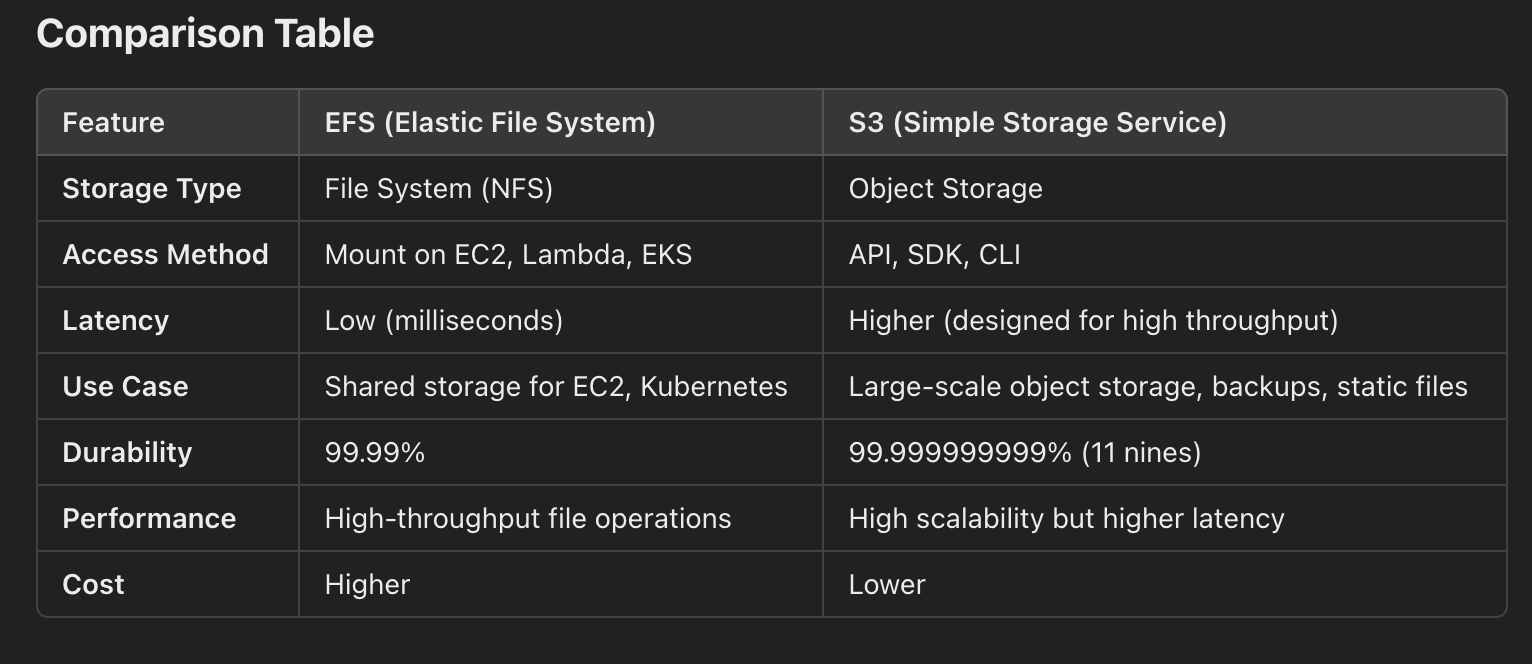 Comparison Table
Feature EFS (Elastic File System) S3 (Simple Storage Service)
Storage Type File System (NFS) Object Storage
Access Method Mount on EC2, Lambda, EKS API, SDK, CLI
Latency Low (milliseconds) Higher (designed for high throughput)
Use Case Shared storage for EC2, Kubernetes Large-scale object storage, backups, static files
Durability 99.99% 99.999999999% (11 nines)
Performance High-throughput file operations High scalability but higher latency
Cost Higher Lower